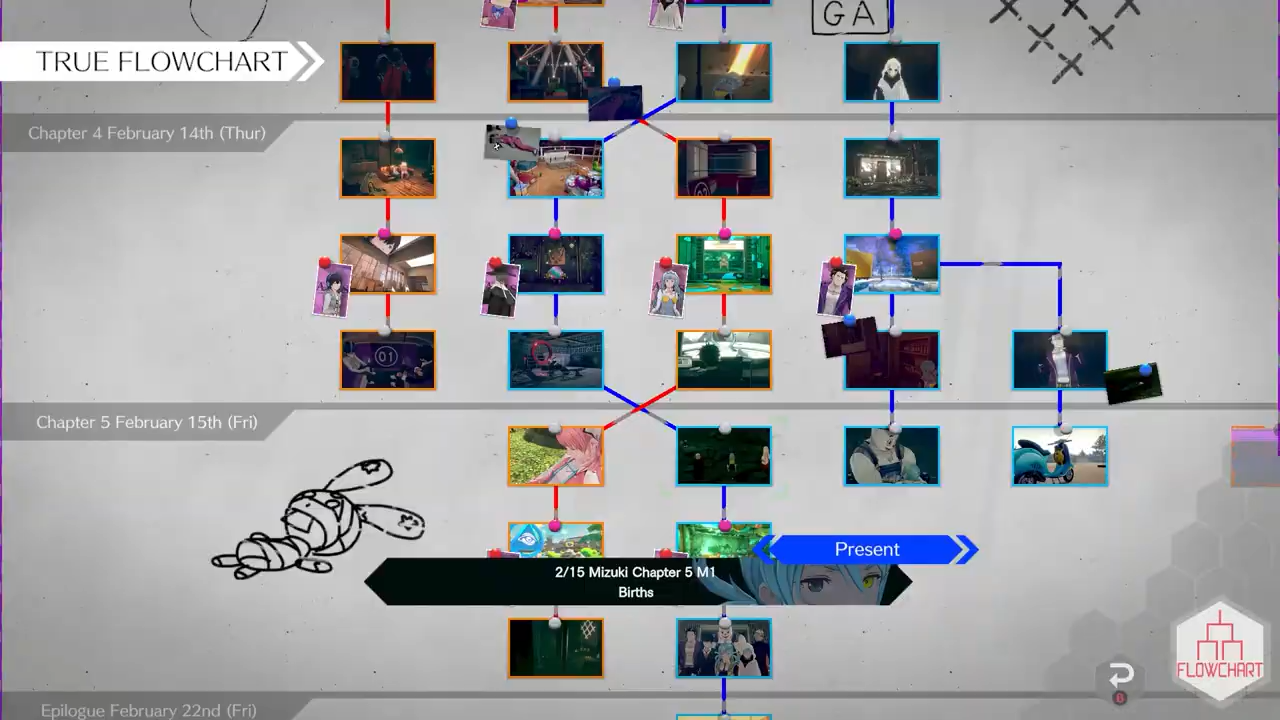 GA
TRUE FLOWCHART
Chapter 4 February 14th (Thur)
01
Chapter 5 February 15th (Fri)
Present
2/15 Mizuki Chapter 5 M1
Births
FLOWCHART
B
Epilogue February 22nd (Fri)